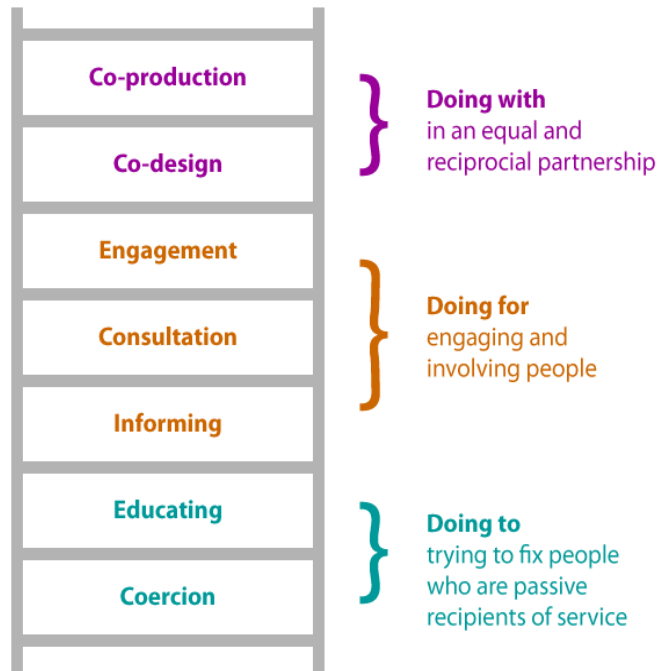 Co-production
Co-design
Doing with
in an equal and
reciprocial partnership
Engagement
Consultation
Informing
Doing for
engaging and
involving people
Educating
Coercion
Doing to
trying to fix people
who are passive
recipients of service